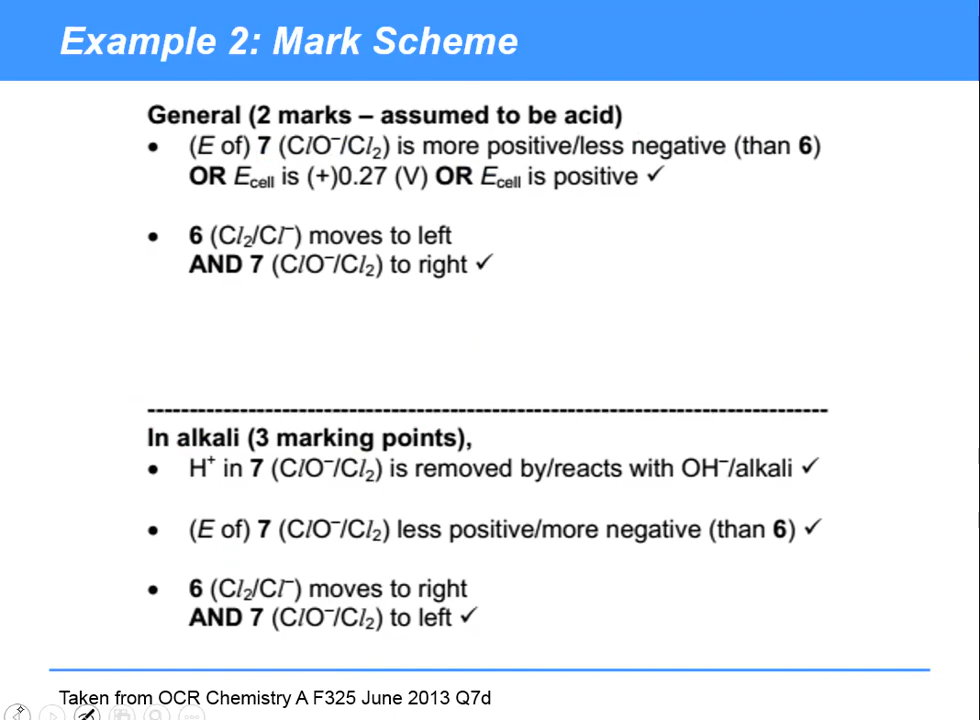 Example 2: Mark Scheme
General (2 marks – assumed to be acid)
• (E of) 7 (ClO⁻/Cl₂) is more positive/less negative (than 6)
OR Ecell is (+)0.27 (V) OR Ecell is positive ✓
• 6 (Cl₂/Cl⁻) moves to left
AND 7 (ClO⁻/Cl₂) to right ✓
--------------------------------------------------------------------------------
In alkali (3 marking points),
• H⁺ in 7 (ClO⁻/Cl₂) is removed by/reacts with OH⁻/alkali ✓
• (E of) 7 (ClO⁻/Cl₂) less positive/more negative (than 6) ✓
• 6 (Cl₂/Cl⁻) moves to right
AND 7 (ClO⁻/Cl₂) to left ✓
Taken from OCR Chemistry A F325 June 2013 Q7d